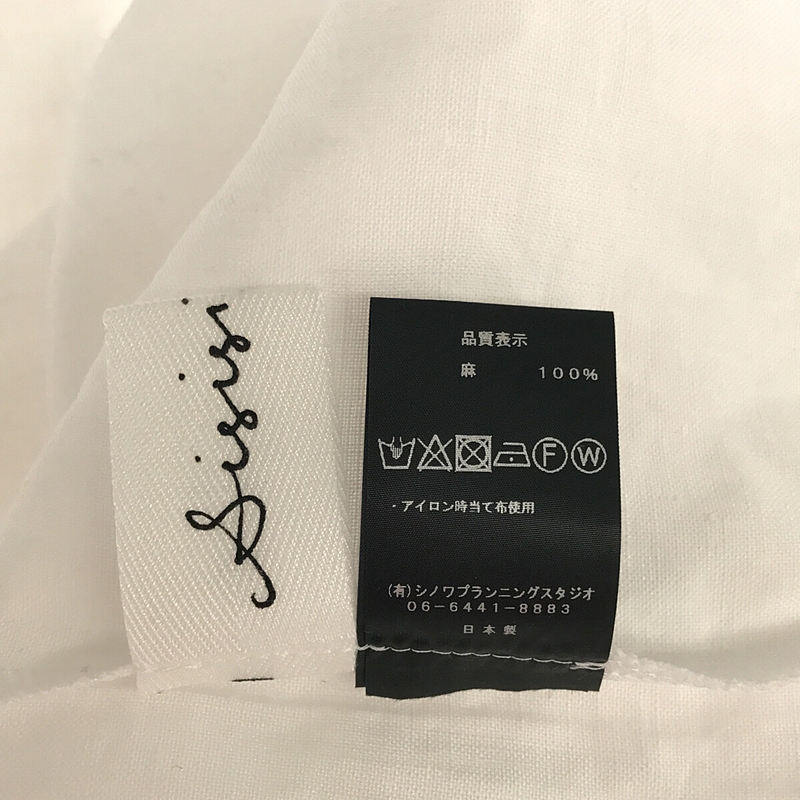 Sisii
品質表示
麻 100%
F W
・アイロン時当て布使用
(有)シノワプランニングスタジオ
06-6441-8883
日本製